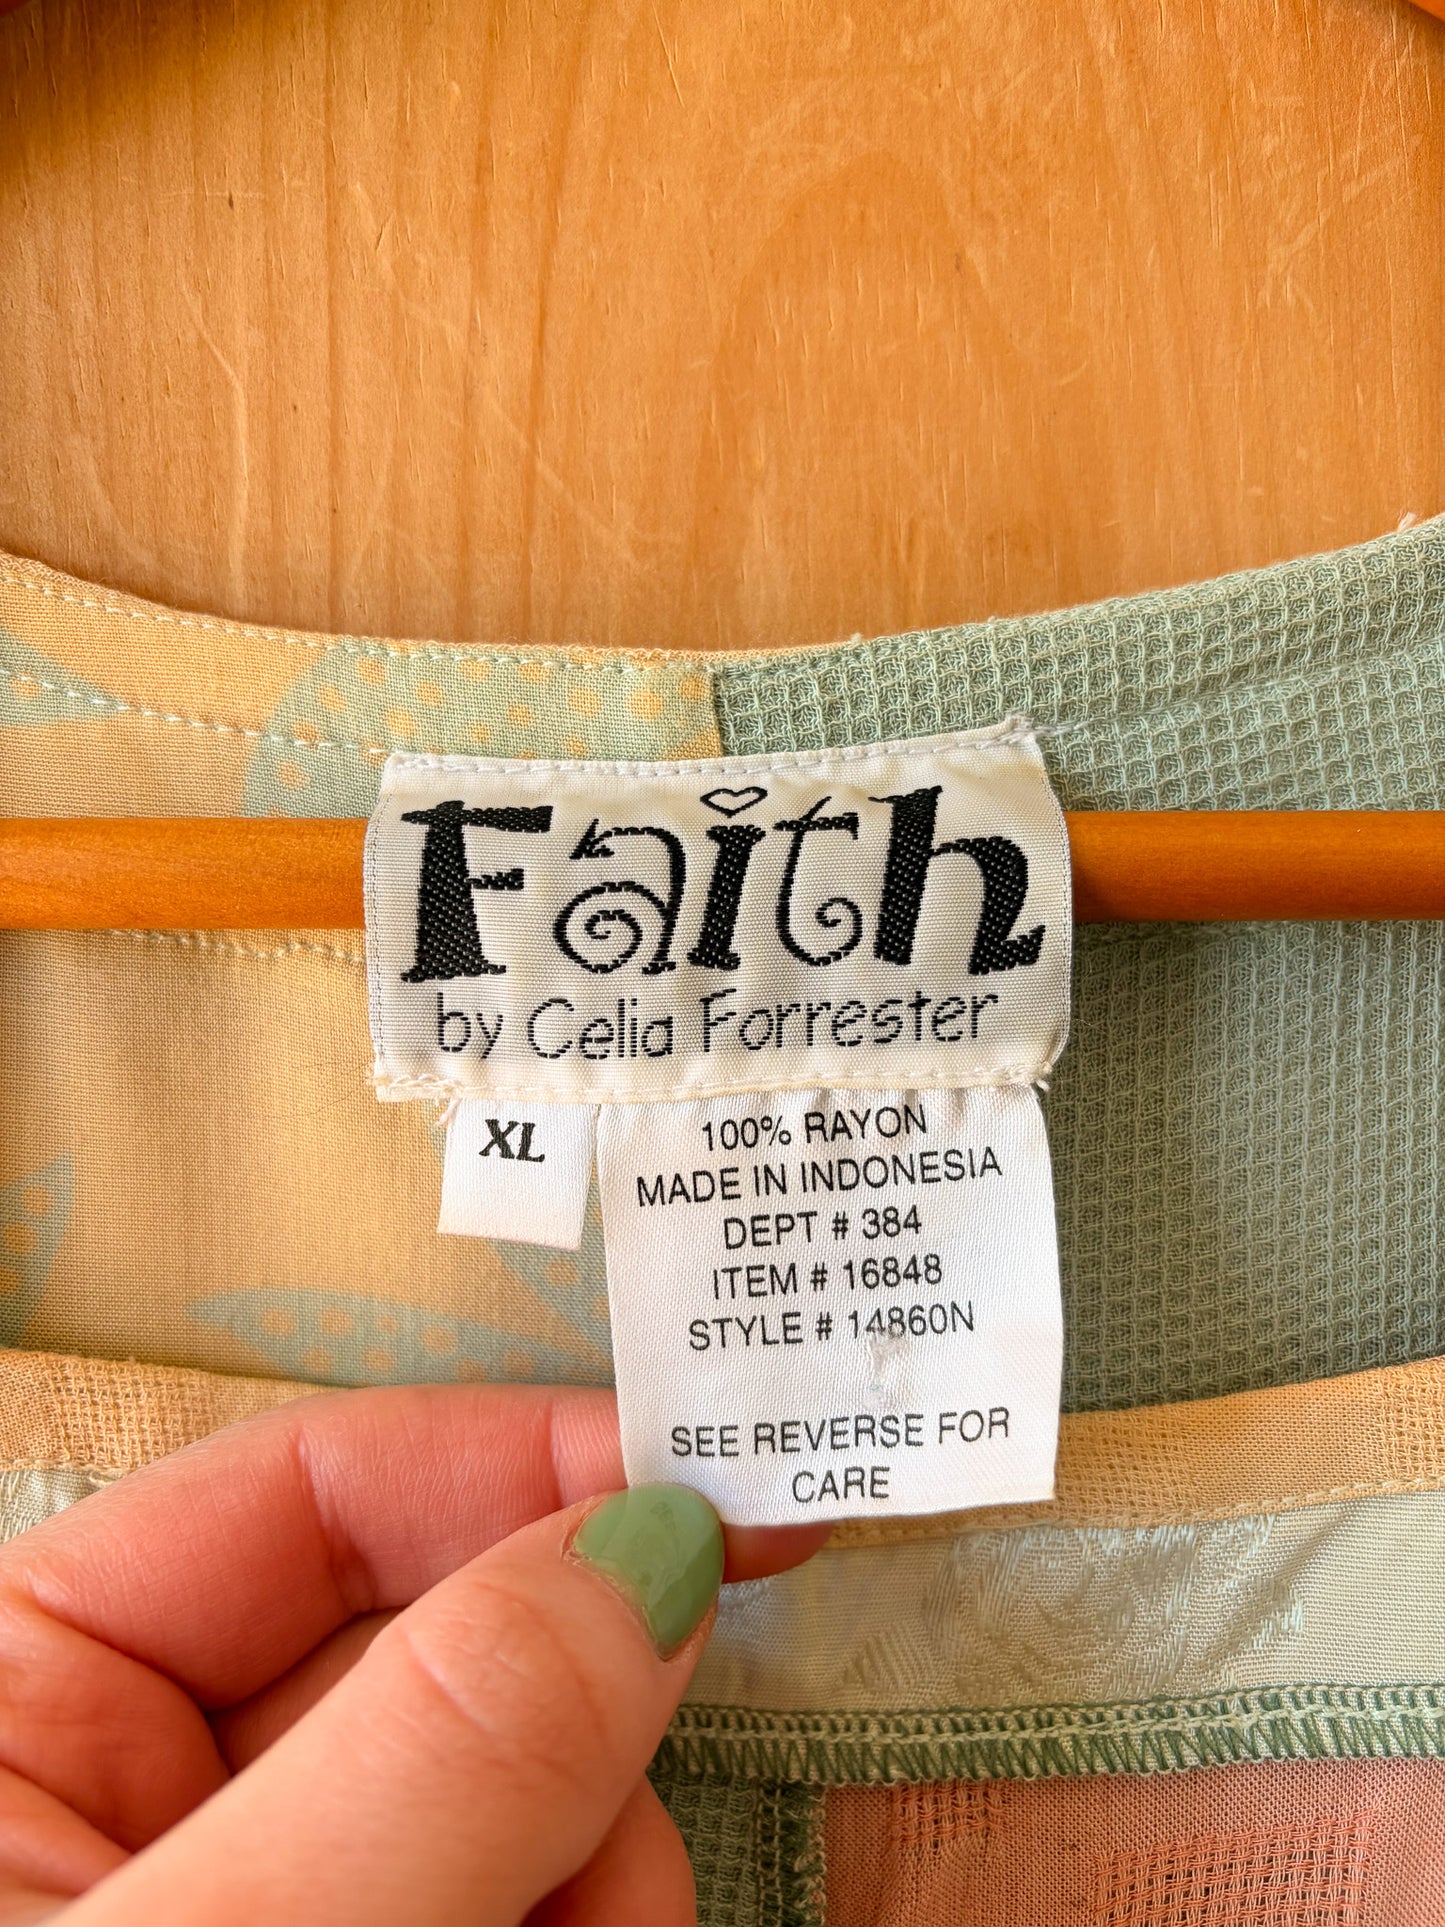 Faith
by Celia Forrester
XL
100% RAYON
MADE IN INDONESIA
DEPT # 384
ITEM # 16848
STYLE # 14860N
SEE REVERSE FOR
CARE